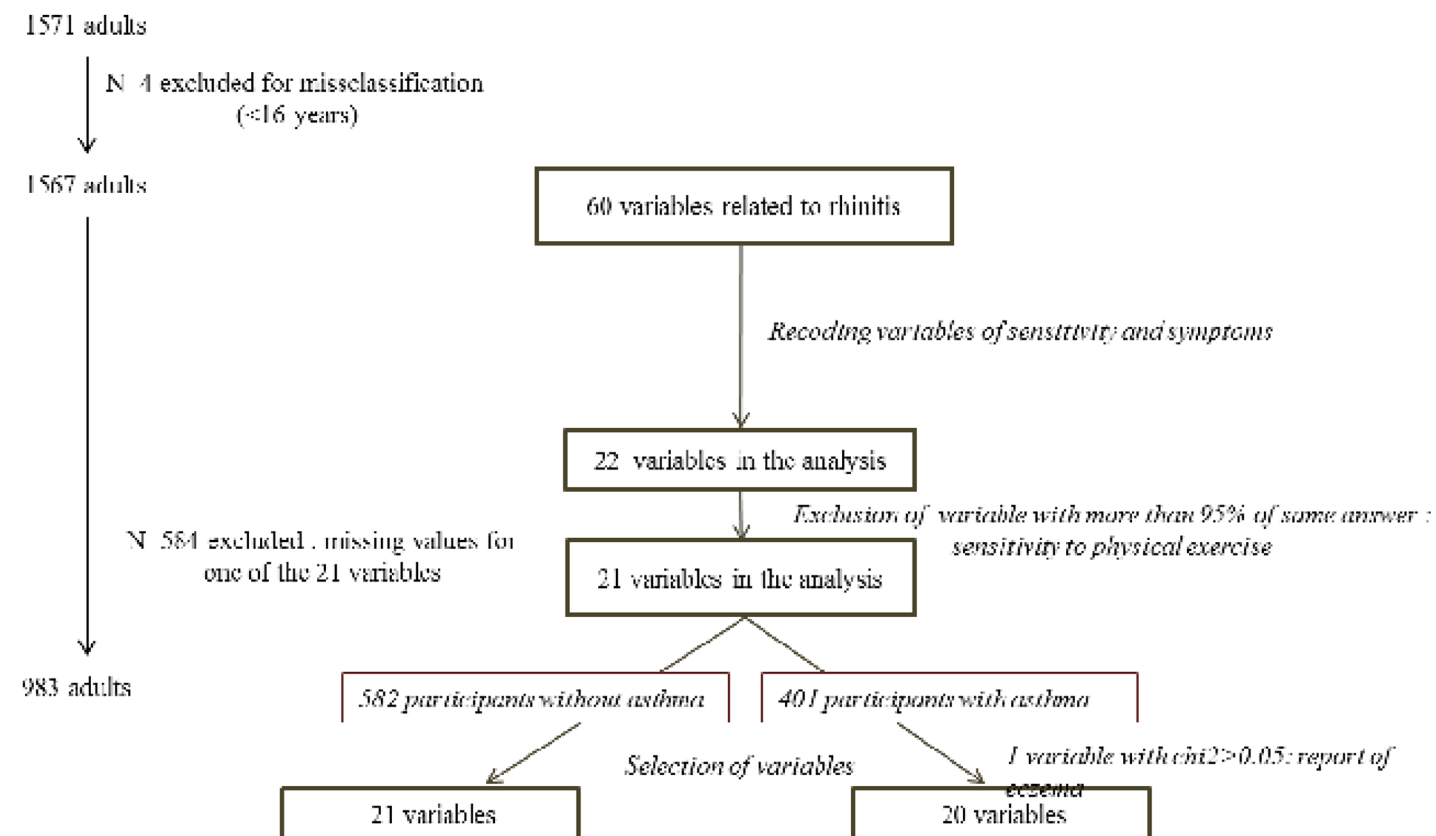 1571 adults
N 4 excluded for missclassification
(<16 years)
1567 adults
60 variables related to rhinitis
Recoding variables of sensitivity and symptoms
22 variables in the analysis
Exclusion of variable with more than 95% of same answer :
sensitivity to physical exercise
N 584 excluded : missing values for
one of the 21 variables
21 variables in the analysis
983 adults
582 participants without asthma
401 participants with asthma
Selection of variables
1 variable with chi2>0.05: report of
eczema
21 variables
20 variables